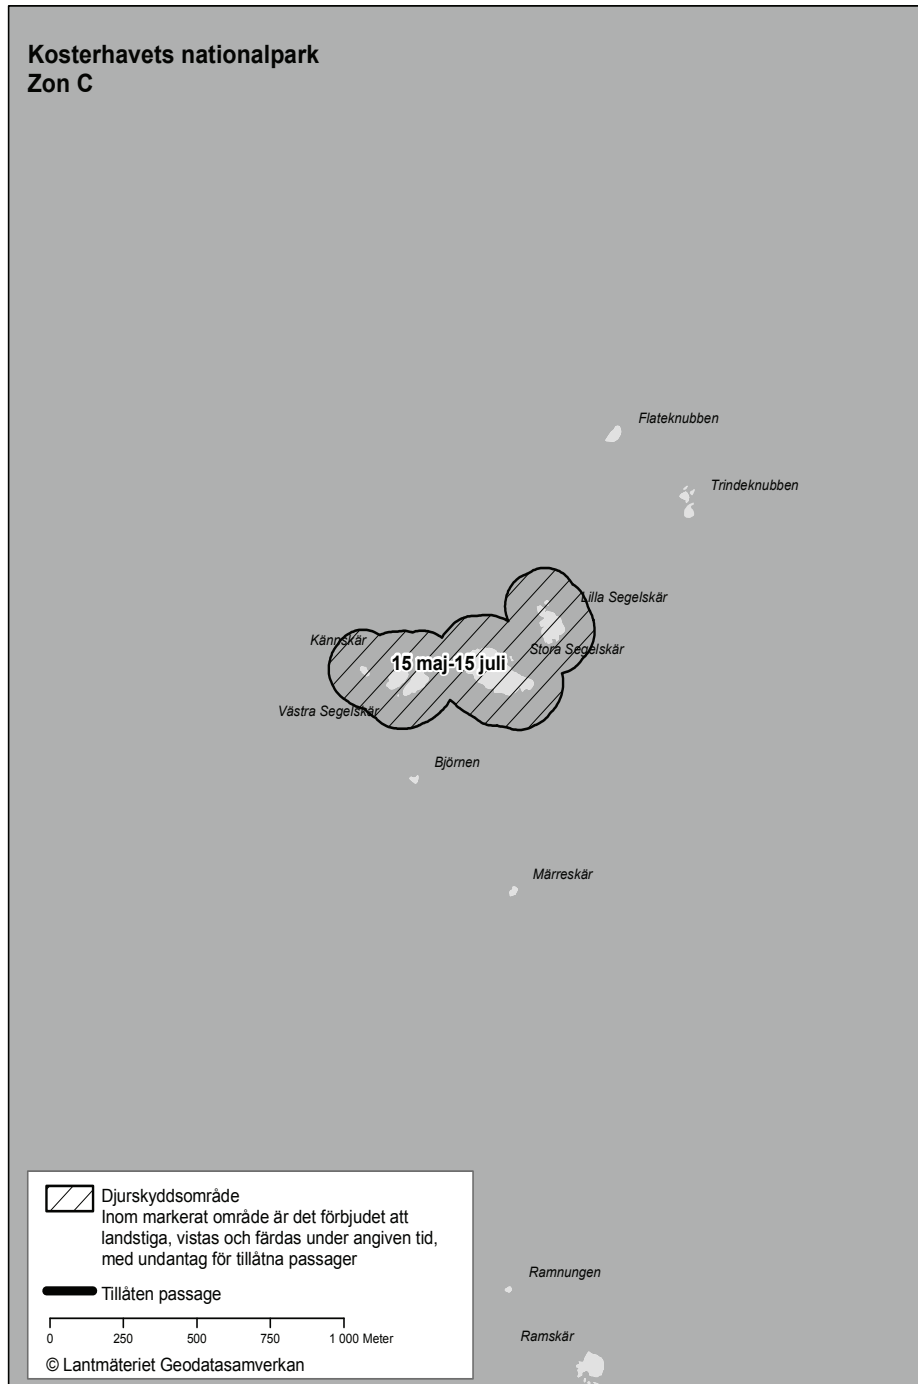 Kosterhavets nationalpark
Zon C
Flateknubben
Trindeknubben
Lilla Segelskär
Kännskär
Stora Segelskär
15 maj-15 juli
Västra Segelskär
Björnen
Märreskär
Djurskyddsområde
Inom markerat område är det förbjudet att
landstiga, vistas och färdas under angiven tid,
med undantag för tillåtna passager
Ramnungen
Tillåten passage
0 250 500 750 1 000 Meter
Ramskär
© Lantmäteriet Geodatasamverkan